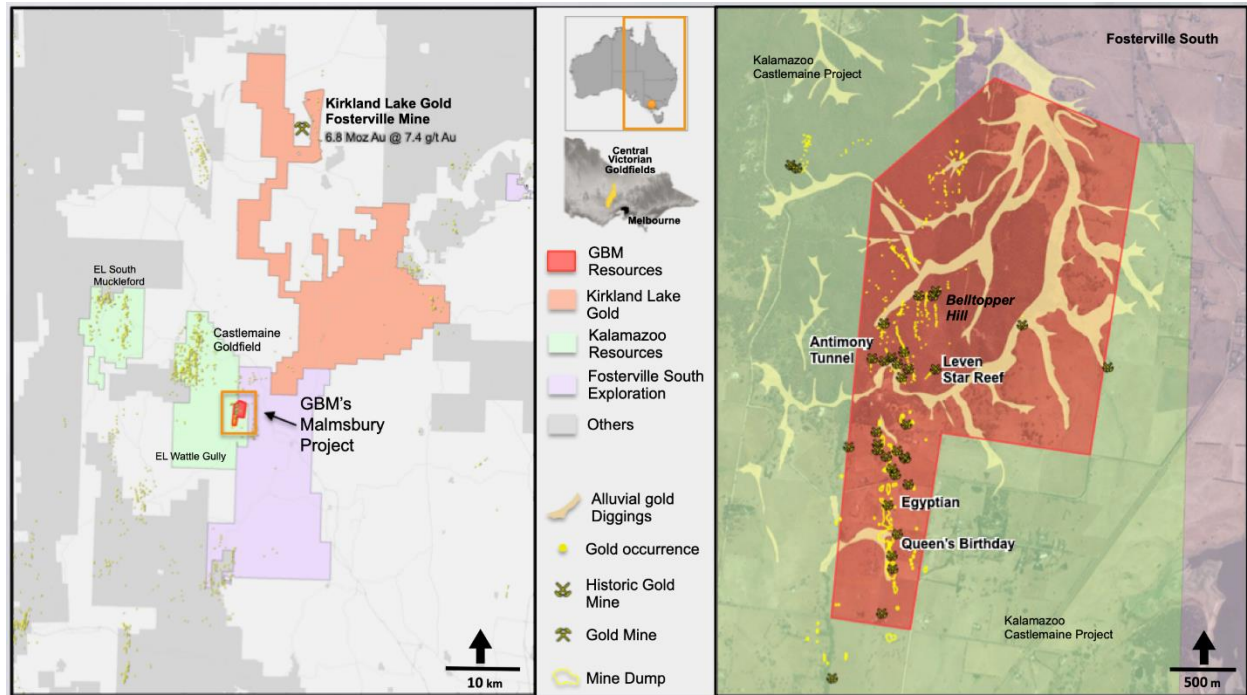 Kirkland Lake Gold
Fosterville Mine
6.8 Moz Au @ 7.4 g/t Au
EL South
Muckleford
Castlemaine
Goldfield
GBM's
Malmsbury
Project
EL Wattle Gully
10 km
Central
Victorian
Goldfields
Melbourne
GBM
Resources
Kirkland Lake
Gold
Kalamazoo
Resources
Fosterville South
Exploration
Others
Alluvial gold
Diggings
Gold occurrence
Historic Gold
Mine
Gold Mine
Mine Dump
Kalamazoo
Castlemaine Project
Fosterville South
Belltopper
Hill
Antimony
Tunnel
Leven
Star Reef
Egyptian
Queen's Birthday
Kalamazoo
Castlemaine Project
500 m